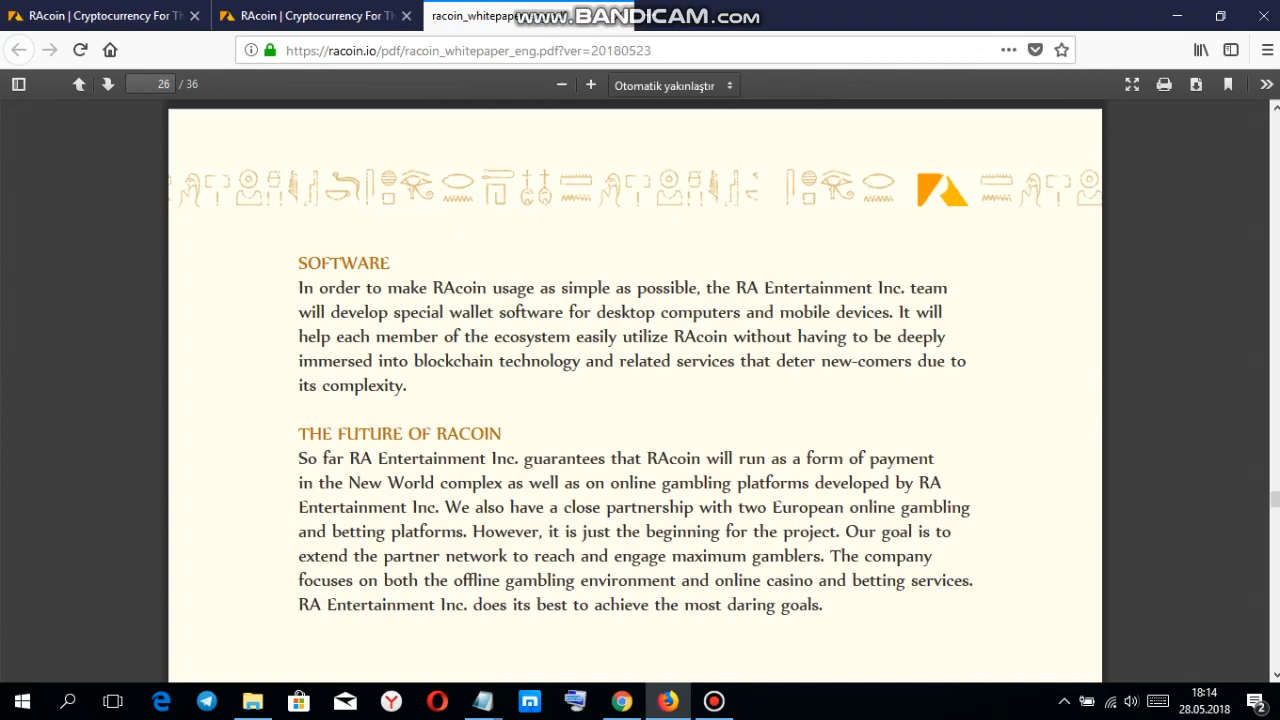 RAcoin | Cryptocurrency For Th
RAcoin | Cryptocurrency For Th
racoin_whitepaper_
www.BANDICAM.com
https://racoin.io/pdf/racoin_whitepaper_eng.pdf?ver=20180523
26 / 36
Otomatik yakınlaştır
SOFTWARE
In order to make RAcoin usage as simple as possible, the RA Entertainment Inc. team
will develop special wallet software for desktop computers and mobile devices. It will
help each member of the ecosystem easily utilize RAcoin without having to be deeply
immersed into blockchain technology and related services that deter new-comers due to
its complexity.
THE FUTURE OF RACOIN
So far RA Entertainment Inc. guarantees that RAcoin will run as a form of payment
in the New World complex as well as on online gambling platforms developed by RA
Entertainment Inc. We also have a close partnership with two European online gambling
and betting platforms. However, it is just the beginning for the project. Our goal is to
extend the partner network to reach and engage maximum gamblers. The company
focuses on both the offline gambling environment and online casino and betting services.
RA Entertainment Inc. does its best to achieve the most daring goals.
18:14
28.05.2018
2